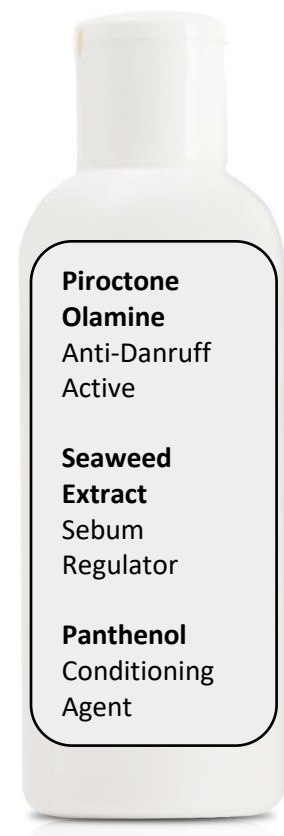 Piroctone
Olamine
Anti-Danruff
Active
Seaweed
Extract
Sebum
Regulator
Panthenol
Conditioning
Agent